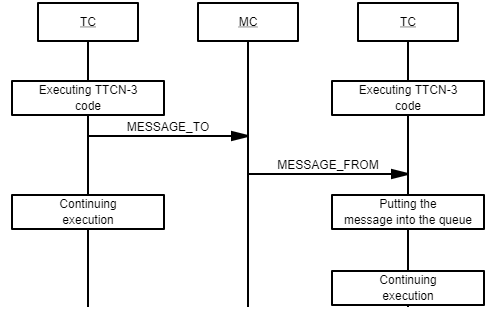 TC
MC
TC
Executing TTCN-3
code
Executing TTCN-3
code
MESSAGE_TO
MESSAGE_FROM
Continuing
execution
Putting the
message into the queue
Continuing
execution